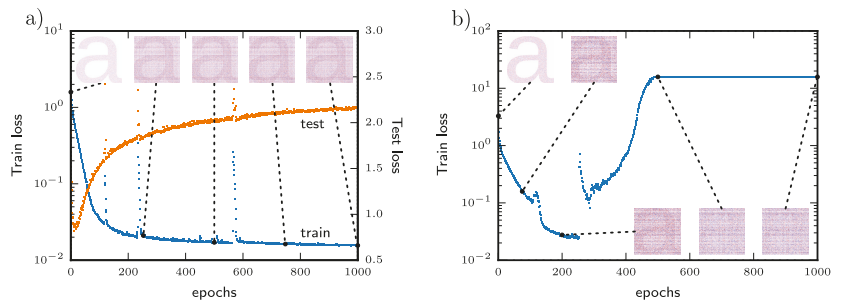 a)
a a a a a
10^1
10^0
10^-1
10^-2
Train loss
3.0
2.5
2.0
1.5
1.0
0.5
Test loss
test
train
0 200 400 600 800 1000
epochs
b)
a a
10^2
10^1
10^0
10^-1
10^-2
Train loss
0 200 400 600 800 1000
epochs